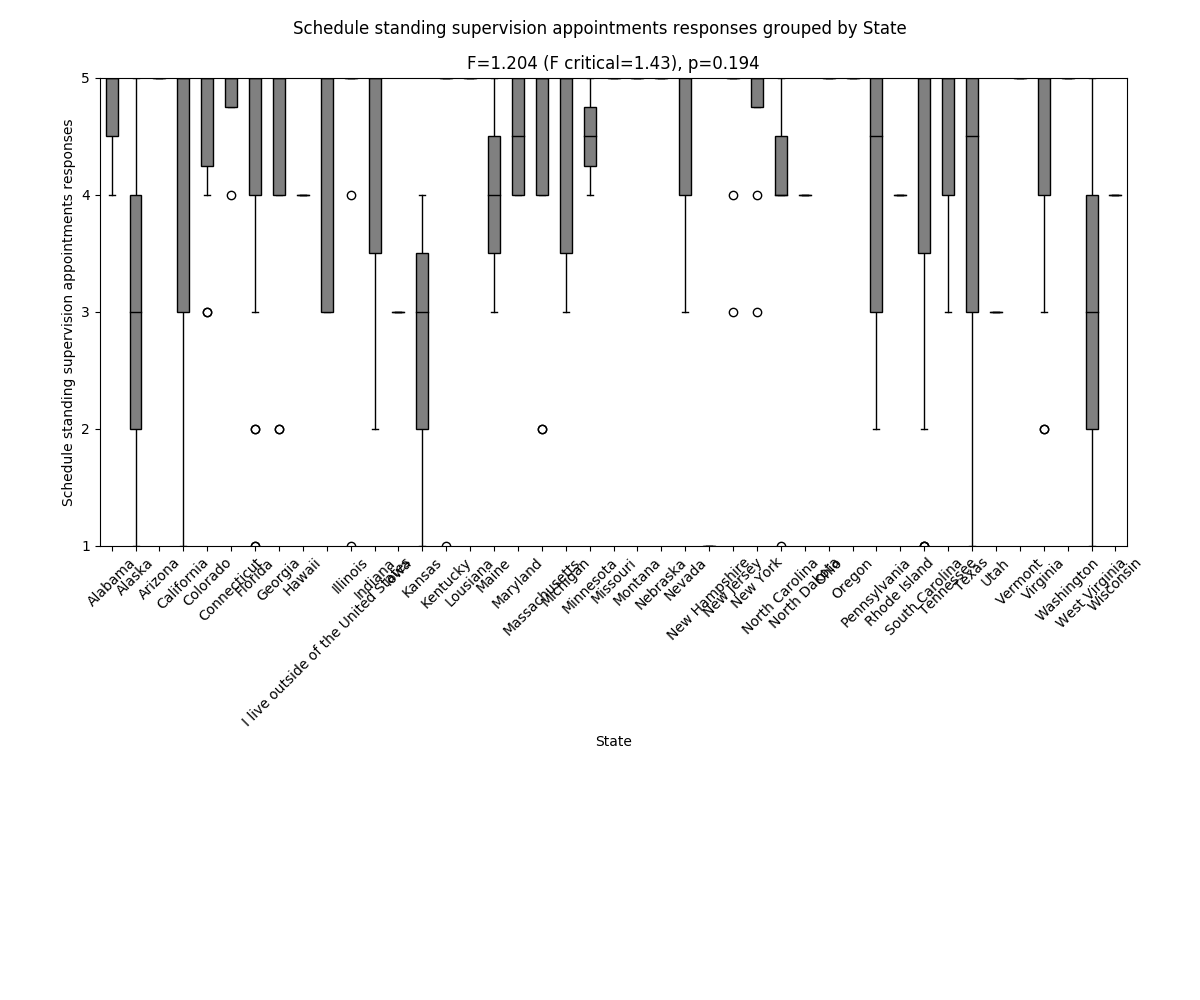 Schedule standing supervision appointments responses grouped by State
F=1.204 (F critical=1.43), p=0.194
Schedule standing supervision appointments responses
5
4
3
2
1
Alabama
Alaska
Arizona
California
Colorado
Connecticut
Florida
Georgia
Hawaii
I live outside of the United States
Illinois
Indiana
Iowa
Kansas
Kentucky
Lousiana
Maine
Maryland
Massachusetts
Michigan
Minnesota
Missouri
Montana
Nebraska
Nevada
New Hampshire
New Jersey
New York
North Carolina
North Dakota
Ohio
Oregon
Pennsylvania
Rhode Island
South Carolina
Tennessee
Texas
Utah
Vermont
Virginia
Washington
West Virginia
Wisconsin
State